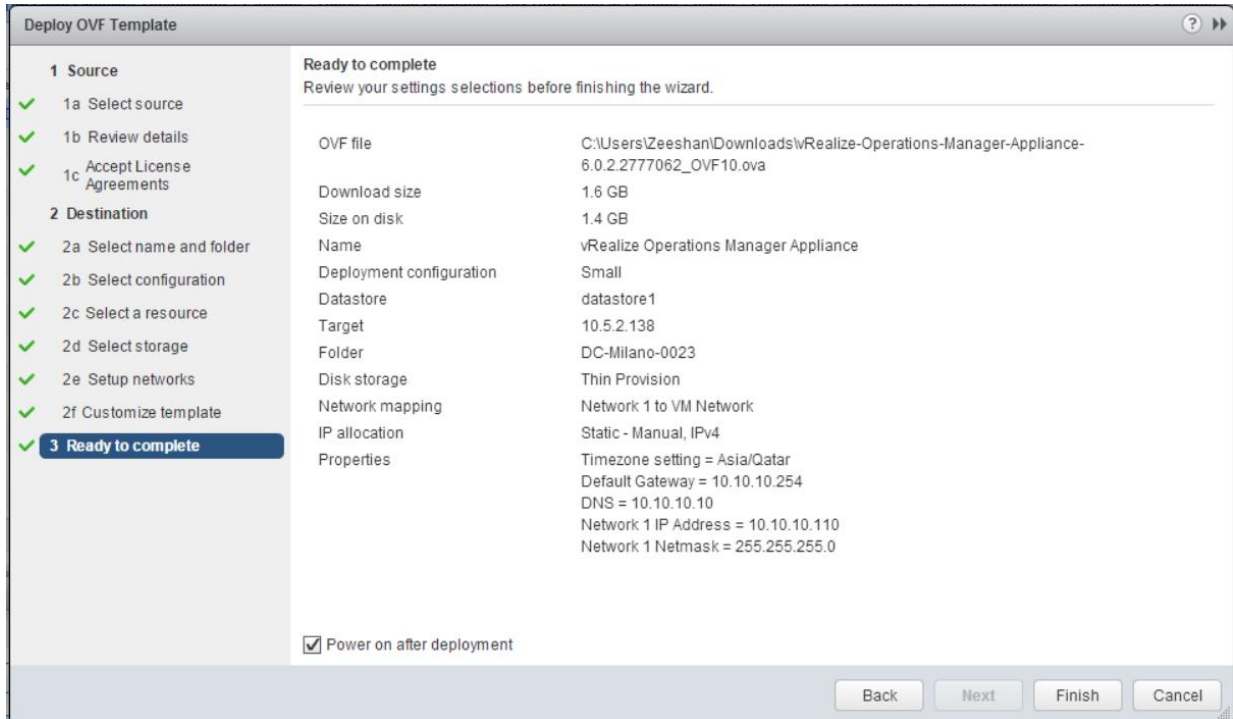 Deploy OVF Template
?
1 Source
1a Select source
1b Review details
1c Accept License
Agreements
2 Destination
2a Select name and folder
2b Select configuration
2c Select a resource
2d Select storage
2e Setup networks
2f Customize template
3 Ready to complete
Ready to complete
Review your settings selections before finishing the wizard.
OVF file C:\Users\Zeeshan\Downloads\vRealize-Operations-Manager-Appliance-
6.0.2.2777062_OVF10.ova
Download size 1.6 GB
Size on disk 1.4 GB
Name vRealize Operations Manager Appliance
Deployment configuration Small
Datastore datastore1
Target 10.5.2.138
Folder DC-Milano-0023
Disk storage Thin Provision
Network mapping Network 1 to VM Network
IP allocation Static - Manual, IPv4
Properties Timezone setting = Asia/Qatar
Default Gateway = 10.10.10.254
DNS = 10.10.10.10
Network 1 IP Address = 10.10.10.110
Network 1 Netmask = 255.255.255.0
Power on after deployment
Back Next Finish Cancel